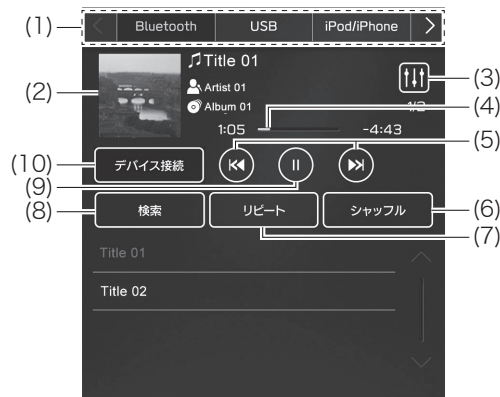 (1) Bluetooth USB iPod/iPhone
(2) Title 01 (3)
Artist 01
Album 01 1/2 (4)
1:05 -4:43 (5)
(10) デバイス接続
(9)
(8) 検索 リピート シャッフル (6)
(7)
Title 01
Title 02